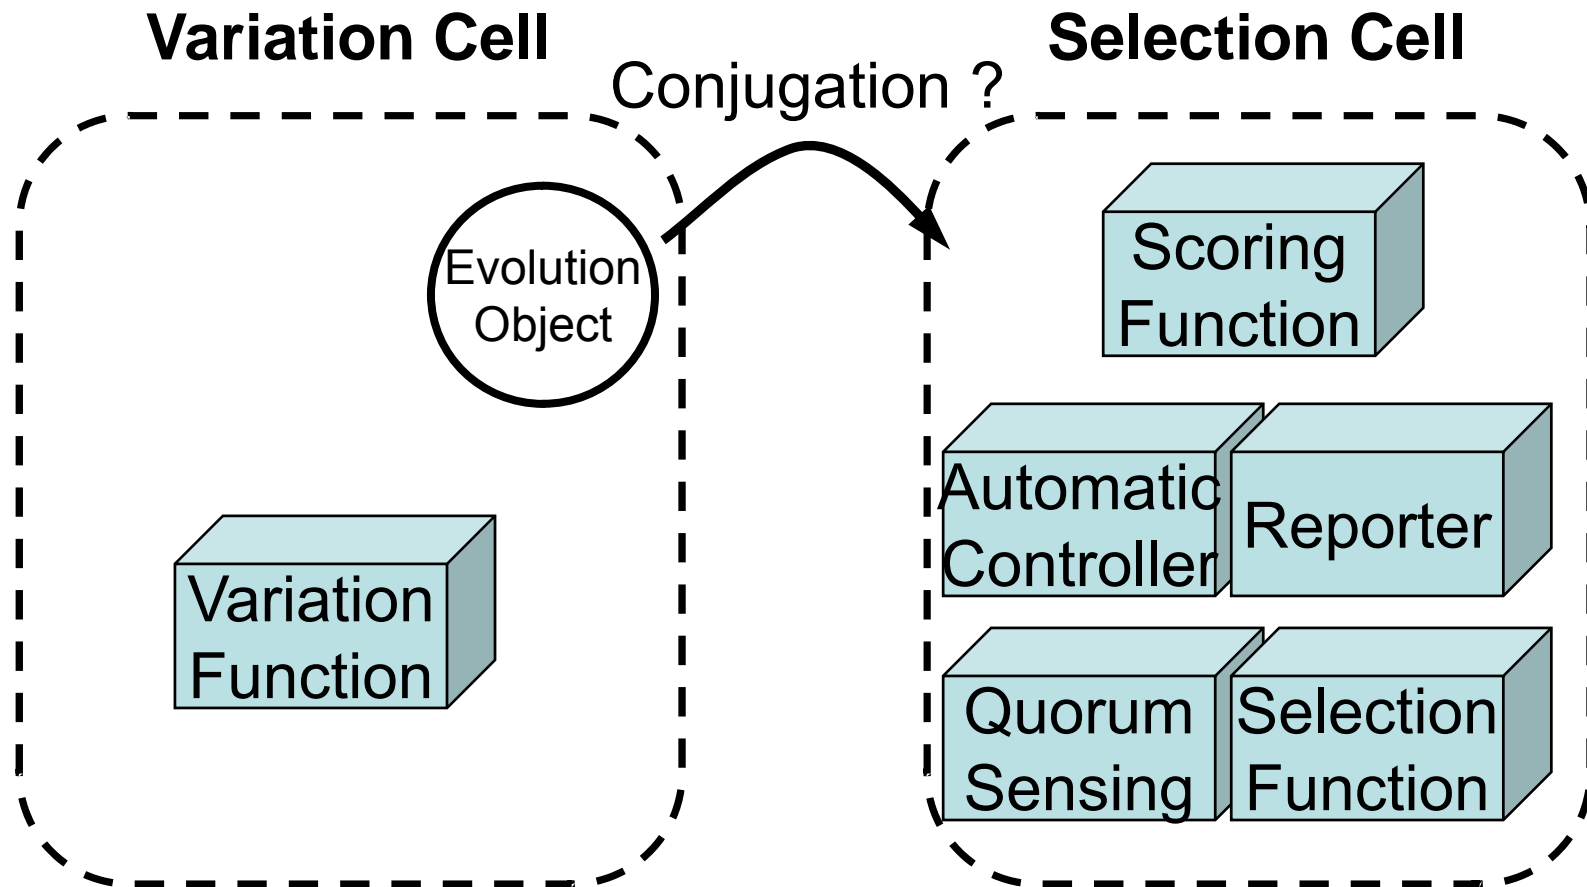 Variation Cell
Selection Cell
Conjugation ?
Evolution
Object
Scoring
Function
Automatic
Controller
Reporter
Variation
Function
Quorum
Sensing
Selection
Function